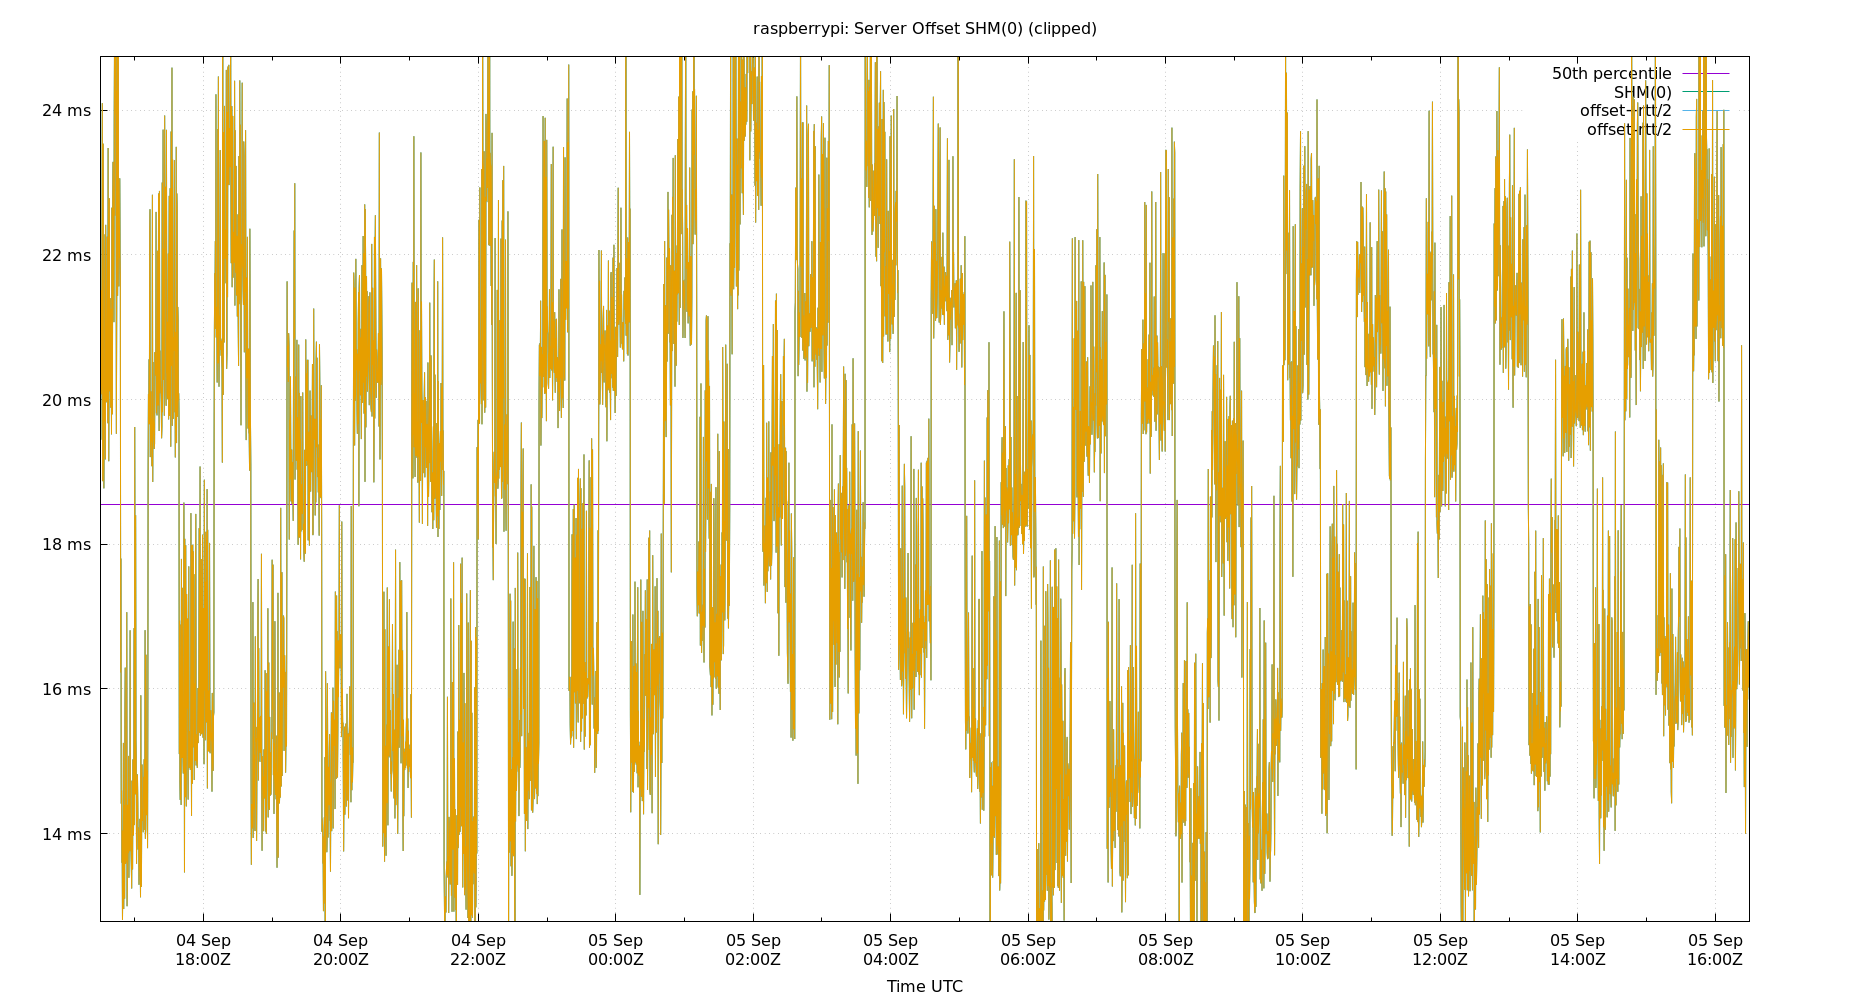 raspberrypi: Server Offset SHM(0) (clipped)
50th percentile
SHM(0)
offset-rtt/2
offset-rtt/2
24 ms
22 ms
20 ms
18 ms
16 ms
14 ms
04 Sep 04 Sep 04 Sep 05 Sep 05 Sep 05 Sep 05 Sep 05 Sep 05 Sep 05 Sep 05 Sep 05 Sep
18:00Z 20:00Z 22:00Z 00:00Z 02:00Z 04:00Z 06:00Z 08:00Z 10:00Z 12:00Z 14:00Z 16:00Z
Time UTC